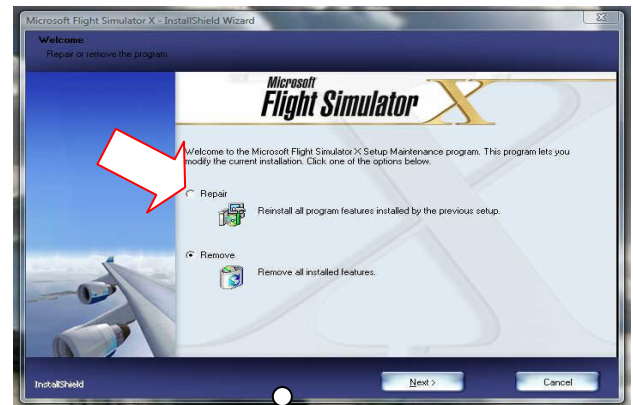 Microsoft Flight Simulator X - InstallShield Wizard
Welcome
Repair or remove the program.
Microsoft
Flight Simulator X
Welcome to the Microsoft Flight Simulator X Setup Maintenance program. This program lets you
modify the current installation. Click one of the options below.
Repair
Reinstall all program features installed by the previous setup.
Remove
Remove all installed features.
InstallShield
Next >
Cancel